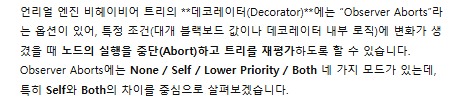 언리얼 엔진 비헤이비어 트리의 **데코레이터(Decorator)**에는 “Observer Aborts”라
는 옵션이 있어, 특정 조건(대개 블랙보드 값이나 데코레이터 내부 로직)에 변화가 생
겼을 때 노드의 실행을 중단(Abort)하고 트리를 재평가하도록 할 수 있습니다.
Observer Aborts에는 None / Self / Lower Priority / Both 네 가지 모드가 있는데,
특히 Self와 Both의 차이를 중심으로 살펴보겠습니다.